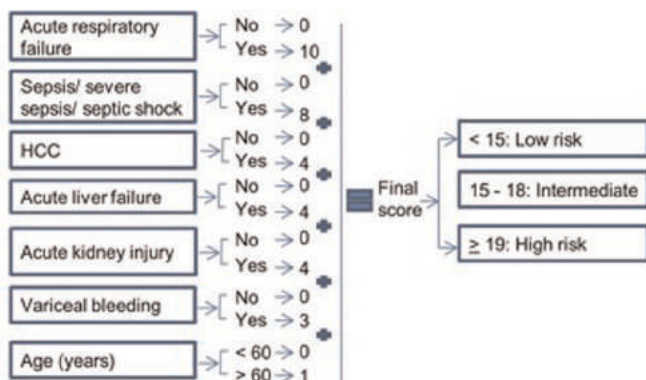 Acute respiratory
failure
No → 0
Yes → 10
Sepsis/ severe
sepsis/ septic shock
No → 0
Yes → 8
HCC
No → 0
Yes → 4
Acute liver failure
No → 0
Yes → 4
Acute kidney injury
No → 0
Yes → 4
Variceal bleeding
No → 0
Yes → 3
Age (years)
< 60 → 0
> 60 → 1
Final
score
< 15: Low risk
15 - 18: Intermediate
≥ 19: High risk